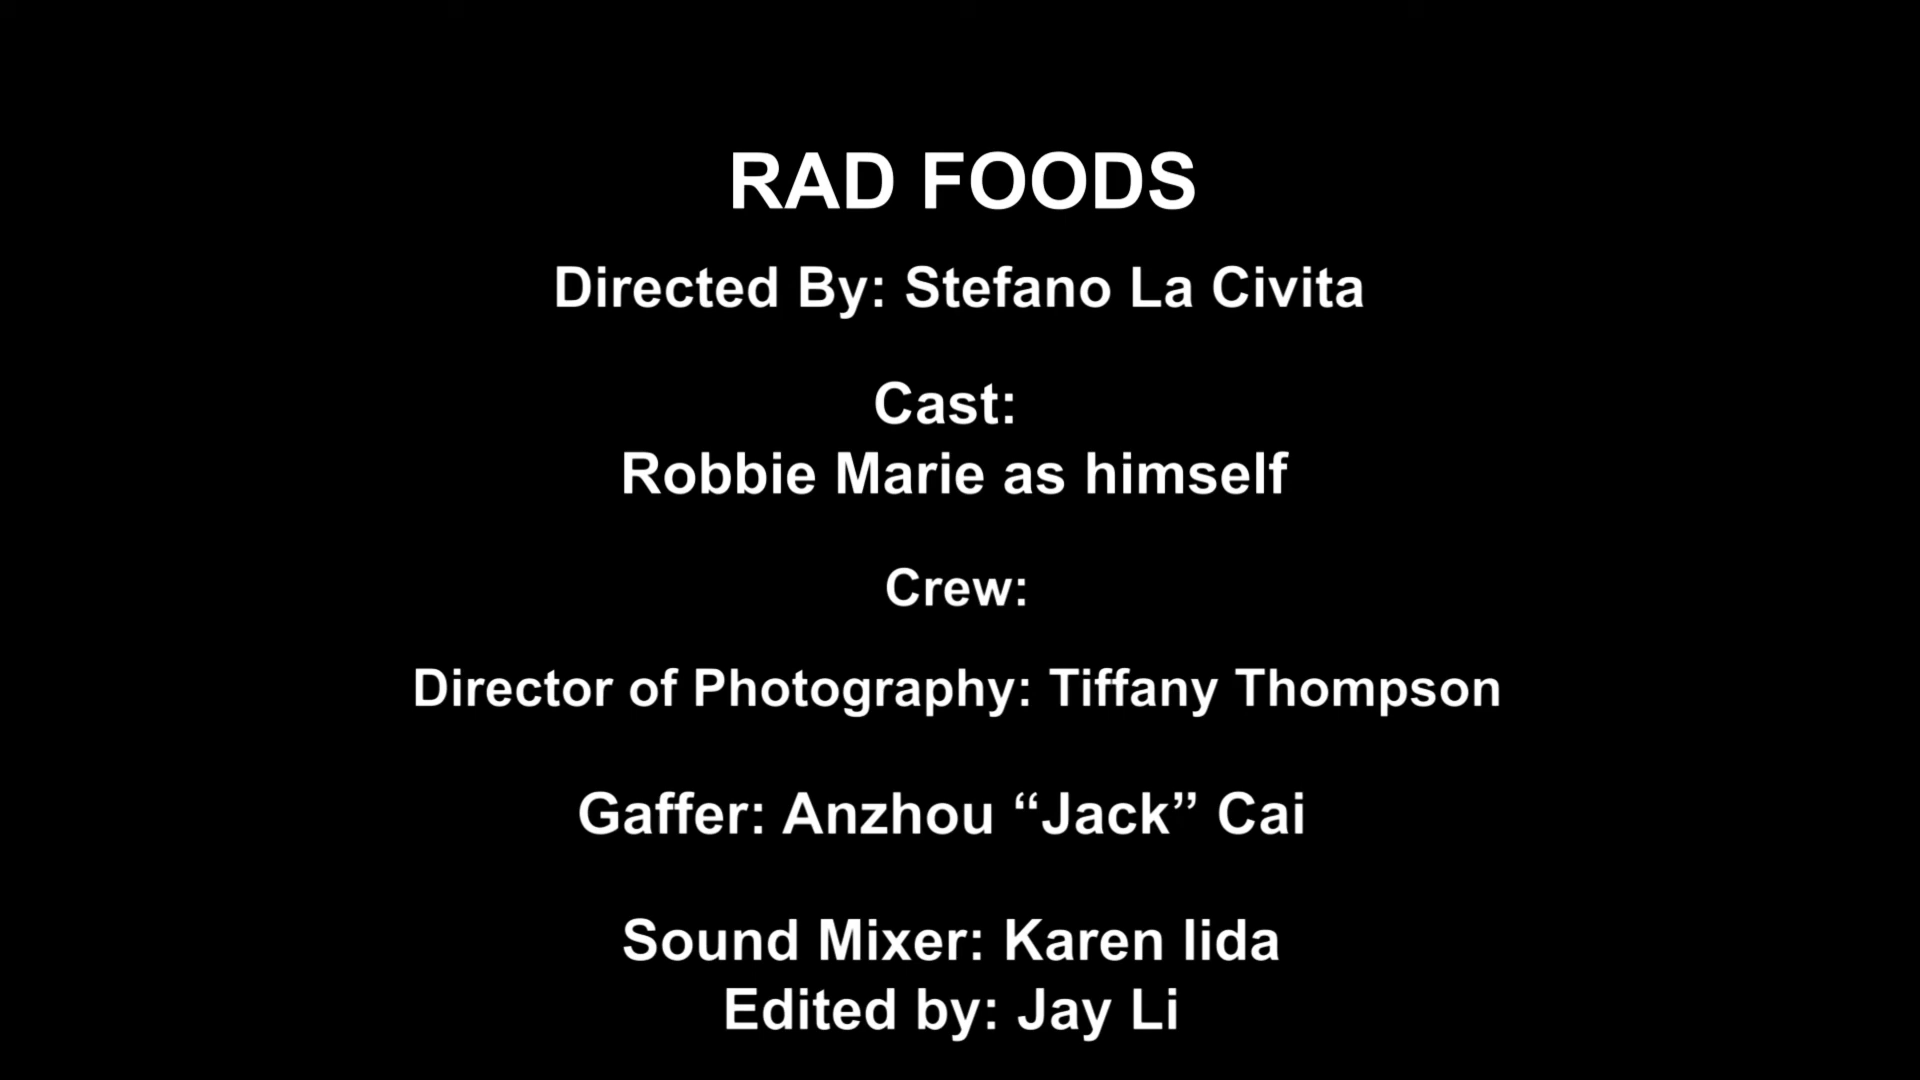 RAD FOODS
Directed By: Stefano La Civita
Cast:
Robbie Marie as himself
Crew:
Director of Photography: Tiffany Thompson
Gaffer: Anzhou “Jack” Cai
Sound Mixer: Karen Iida
Edited by: Jay Li